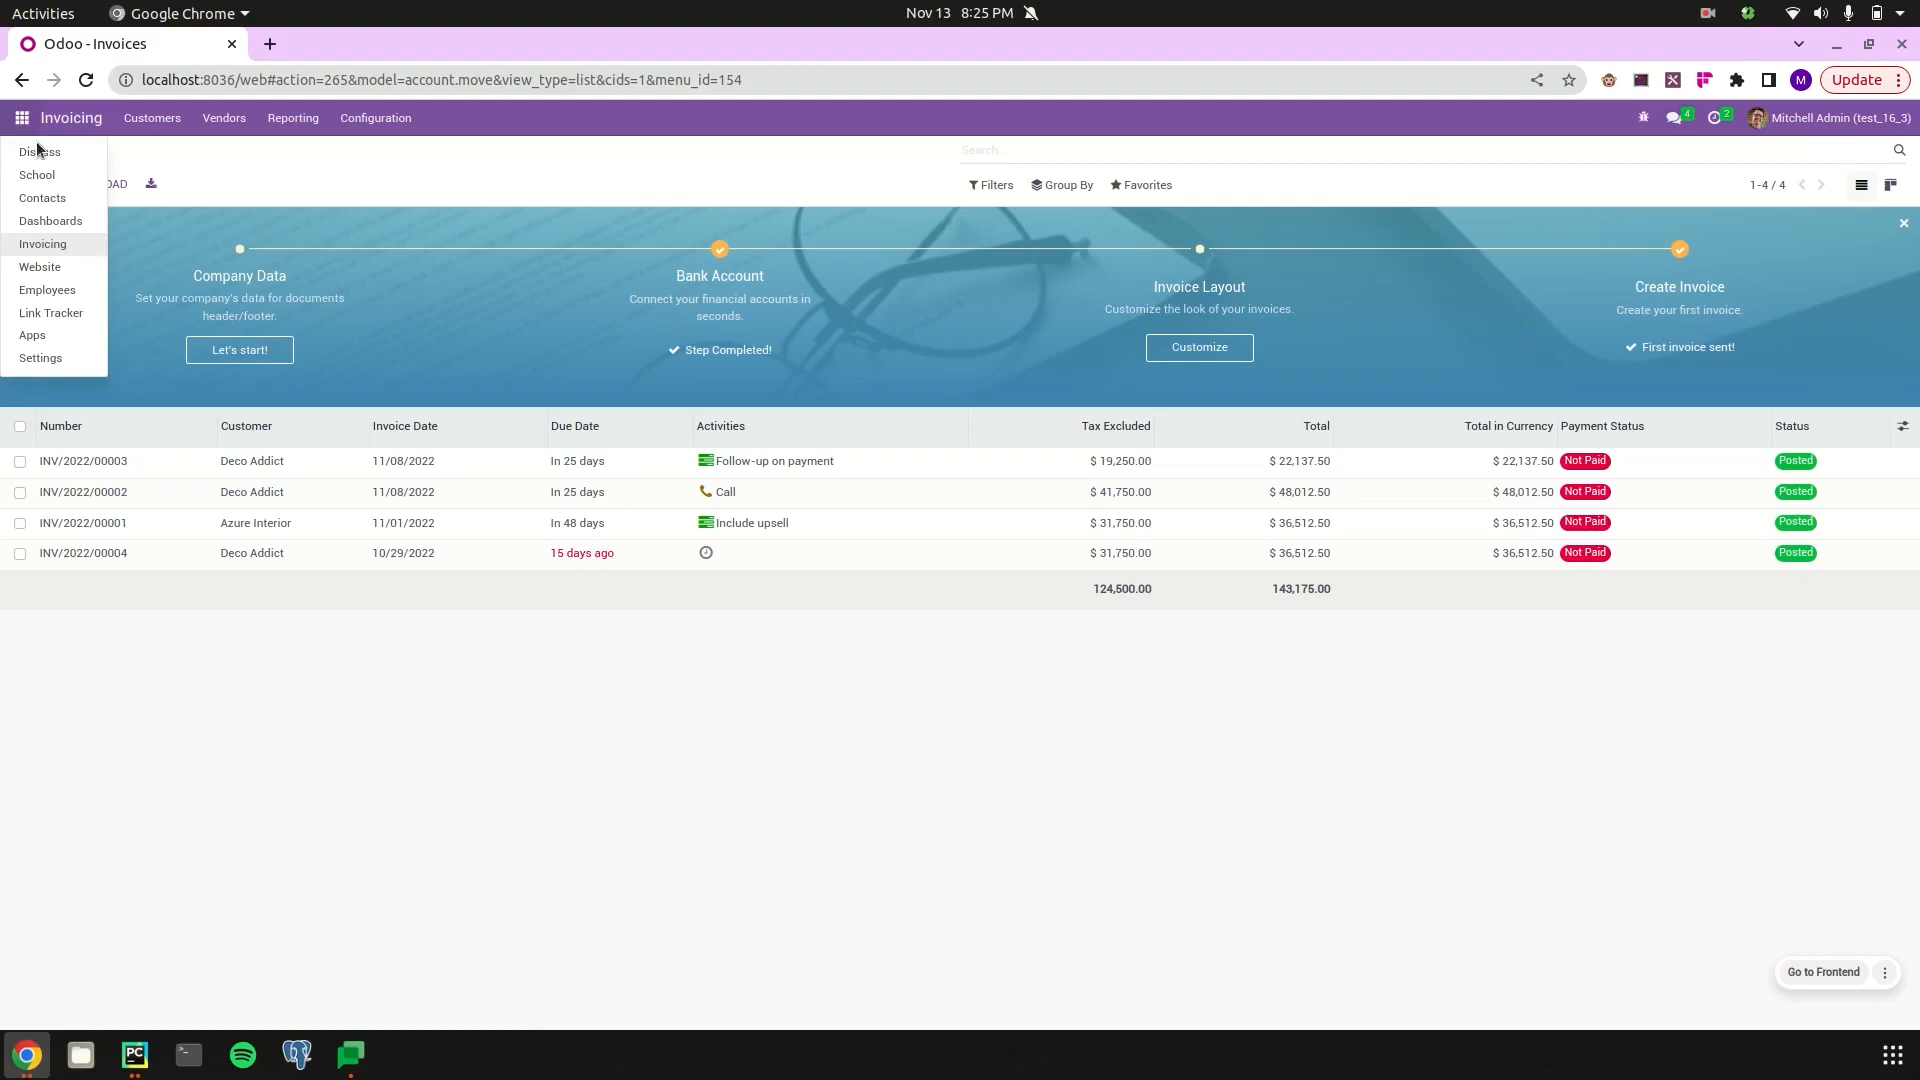 Activities Google Chrome Nov 13 8:25 PM
Odoo - Invoices
localhost:8036/web#action=265&model=account.move&view_type=list&cids=1&menu_id=154 M Update
Invoicing Customers Vendors Reporting Configuration 4 2 Mitchell Admin (test_16_3)
Search...
School
Contacts
Dashboards
Invoicing
Website
Employees
Link Tracker
Apps
Settings
OAD Filters Group By Favorites 1-4 / 4
Company Data
Set your company's data for documents
header/footer.
Let's start!
Bank Account
Connect your financial accounts in
seconds.
Step Completed!
Invoice Layout
Customize the look of your invoices.
Customize
Create Invoice
Create your first invoice.
First invoice sent!
Number Customer Invoice Date Due Date Activities Tax Excluded Total Total in Currency Payment Status Status
INV/2022/00003 Deco Addict 11/08/2022 In 25 days Follow-up on payment $ 19,250.00 $ 22,137.50 $ 22,137.50 Not Paid Posted
INV/2022/00002 Deco Addict 11/08/2022 In 25 days Call $ 41,750.00 $ 48,012.50 $ 48,012.50 Not Paid Posted
INV/2022/00001 Azure Interior 11/01/2022 In 48 days Include upsell $ 31,750.00 $ 36,512.50 $ 36,512.50 Not Paid Posted
INV/2022/00004 Deco Addict 10/29/2022 15 days ago $ 31,750.00 $ 36,512.50 $ 36,512.50 Not Paid Posted
124,500.00 143,175.00
Go to Frontend
PC